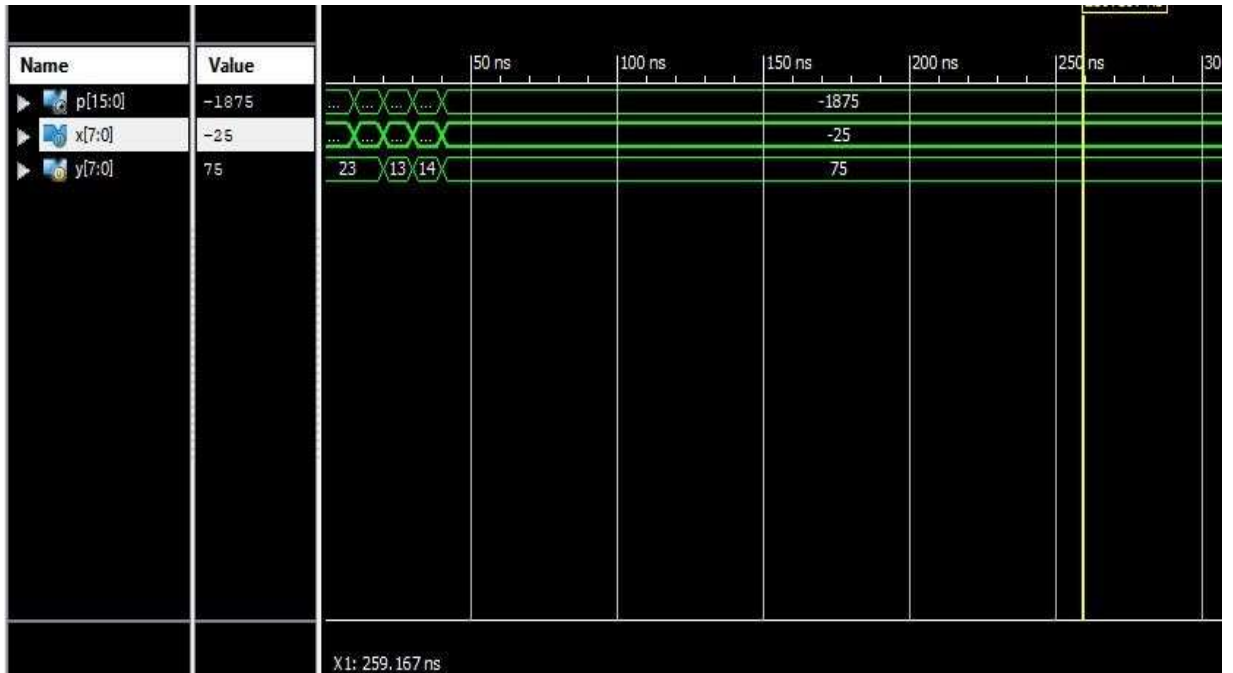 Name Value 50 ns 100 ns 150 ns 200 ns 250 ns 30
p[15:0] -1875 ... ... ... ... -1875
x[7:0] -25 ... ... ... ... -25
y[7:0] 75 23 13 14 75
X1: 259.167 ns